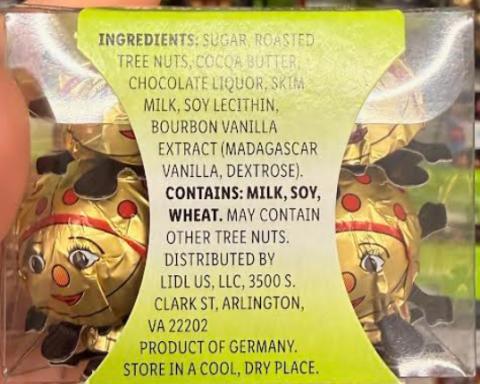 INGREDIENTS: SUGAR, ROASTED
TREE NUTS, COCOA BUTTER,
CHOCOLATE LIQUOR, SKIM
MILK, SOY LECITHIN,
BOURBON VANILLA
EXTRACT (MADAGASCAR
VANILLA, DEXTROSE).
CONTAINS: MILK, SOY,
WHEAT. MAY CONTAIN
OTHER TREE NUTS.
DISTRIBUTED BY
LIDL US, LLC, 3500 S.
CLARK ST, ARLINGTON,
VA 22202
PRODUCT OF GERMANY.
STORE IN A COOL, DRY PLACE.